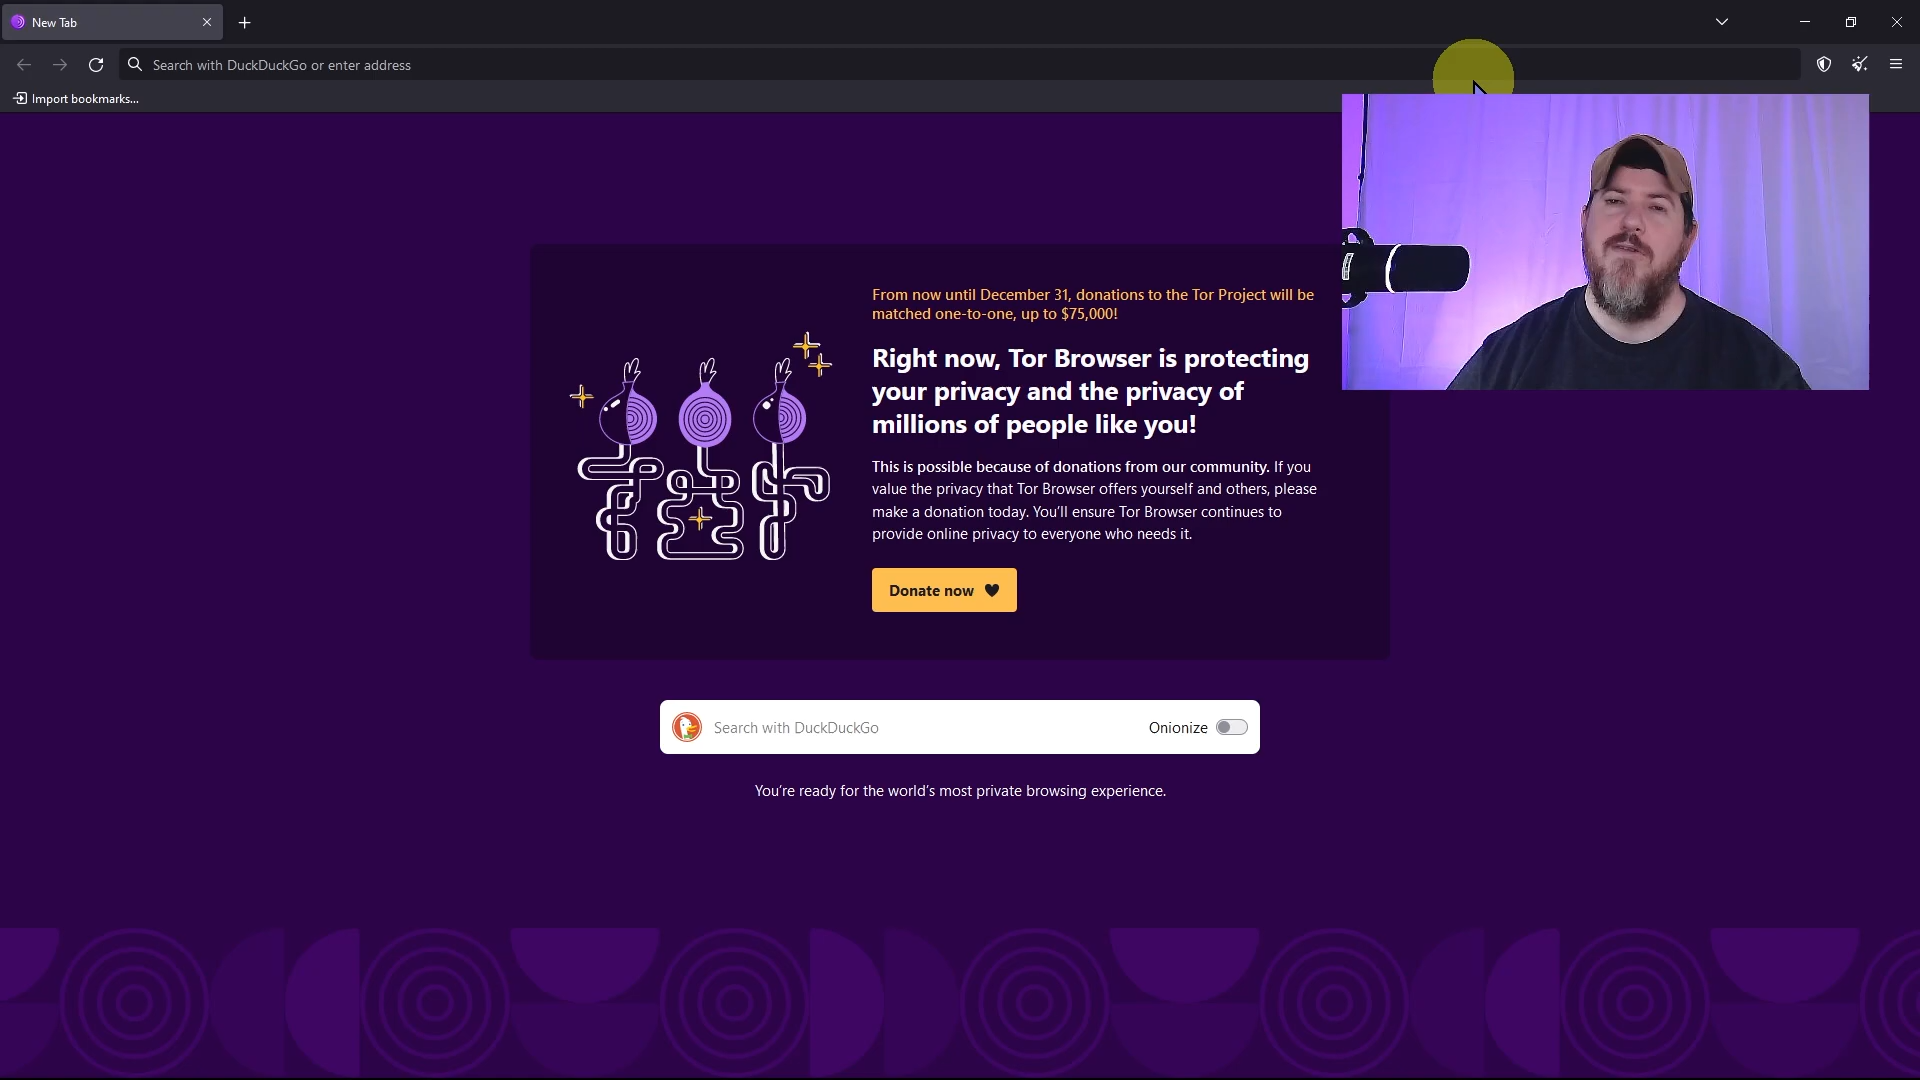 New Tab
Search with DuckDuckGo or enter address
Import bookmarks...
From now until December 31, donations to the Tor Project will be
matched one-to-one, up to $75,000!
Right now, Tor Browser is protecting
your privacy and the privacy of
millions of people like you!
This is possible because of donations from our community. If you
value the privacy that Tor Browser offers yourself and others, please
make a donation today. You’ll ensure Tor Browser continues to
provide online privacy to everyone who needs it.
Donate now
Search with DuckDuckGo Onionize
You’re ready for the world’s most private browsing experience.